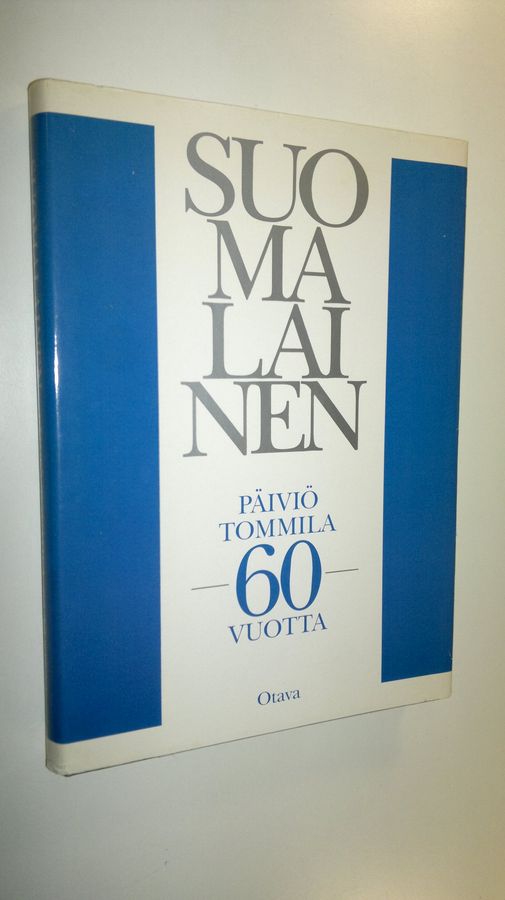 SUO
MA
LAI
NEN
PÄIVIÖ
TOMMILA
60
VUOTTA
Otava